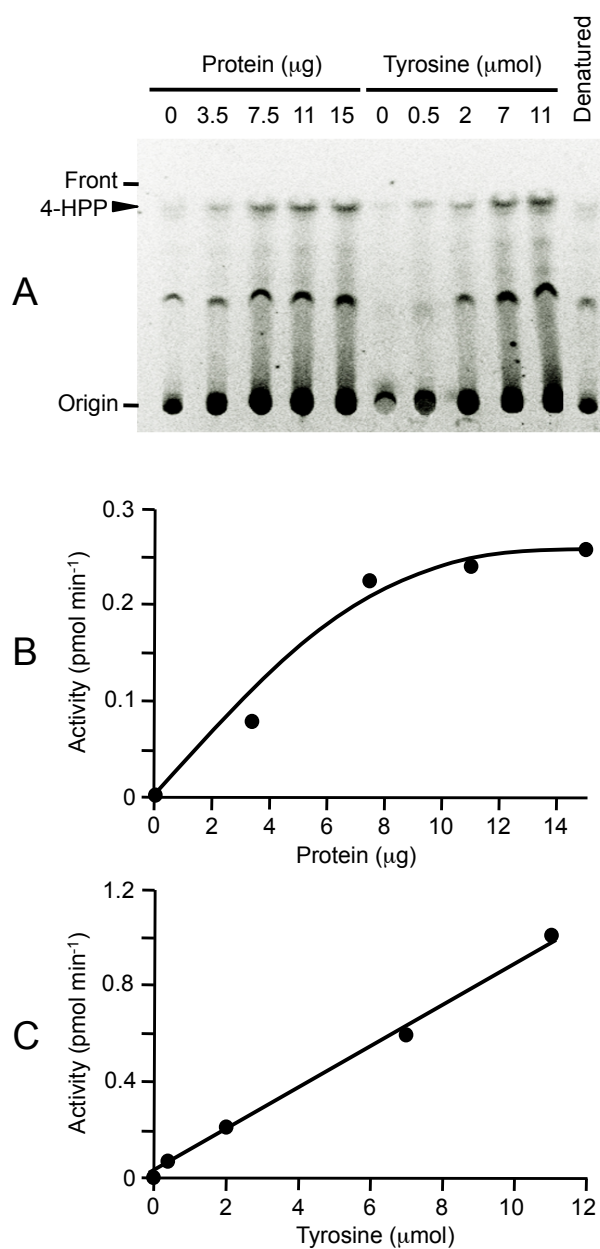 Protein (μg) Tyrosine (μmol) Denatured
0 3.5 7.5 11 15 0 0.5 2 7 11
Front
4-HPP
A
Origin
0.3
0.2
0.1
0
B
Activity (pmol min-1)
0 2 4 6 8 10 12 14
Protein (μg)
1.2
0.8
0.4
0
C
Activity (pmol min-1)
0 2 4 6 8 10 12
Tyrosine (μmol)